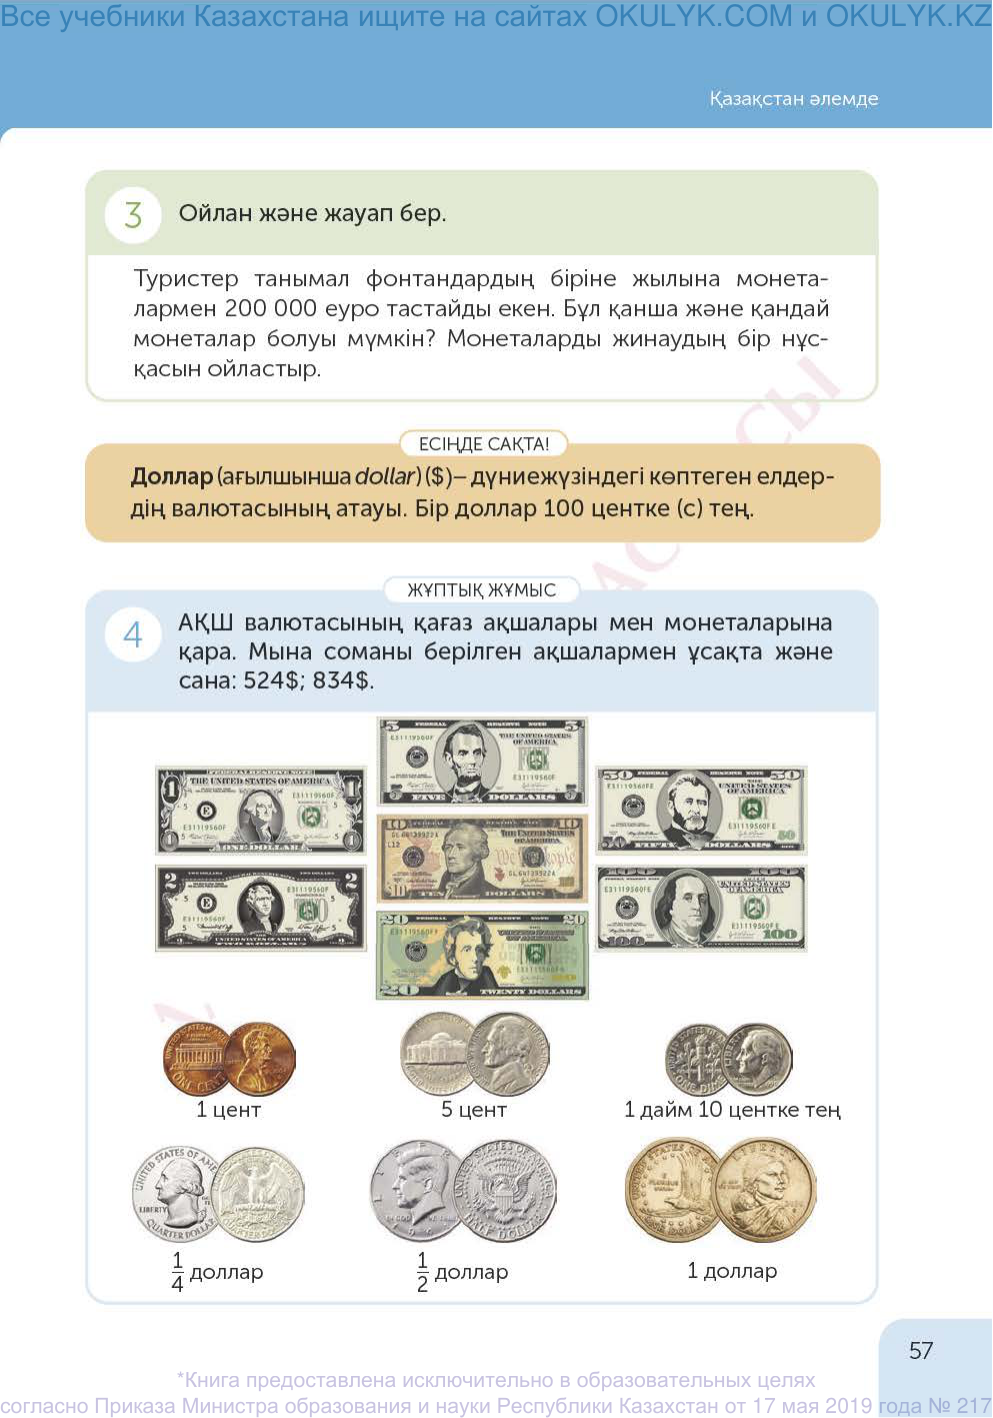 Все учебники Казахстана ищите на сайтах OKULYK.COM и OKULYK.KZ
Қазақстан әлемде
3 Ойлан және жауап бер.
Туристер танымал фонтандардың біріне жылына монета-
лармен 200 000 еуро тастайды екен. Бұл қанша және қандай
монеталар болуы мүмкін? Монеталарды жинаудың бір нұс-
қасын ойластыр.
ЕСІҢДЕ САҚТА!
Доллар (ағылшынша dollar) ($)– дүниежүзіндегі көптеген елдер-
дің валютасының атауы. Бір доллар 100 центке (с) тең.
ЖҰПТЫҚ ЖҰМЫС
4 АҚШ валютасының қағаз ақшалары мен монеталарына
қара. Мына соманы берілген ақшалармен ұсақта және
сана: 524$; 834$.
1 цент
5 цент
1 дайм 10 центке тең
1/4 доллар
1/2 доллар
1 доллар
57
*Книга предоставлена исключительно в образовательных целях
согласно Приказа Министра образования и науки Республики Казахстан от 17 мая 2019 года № 217